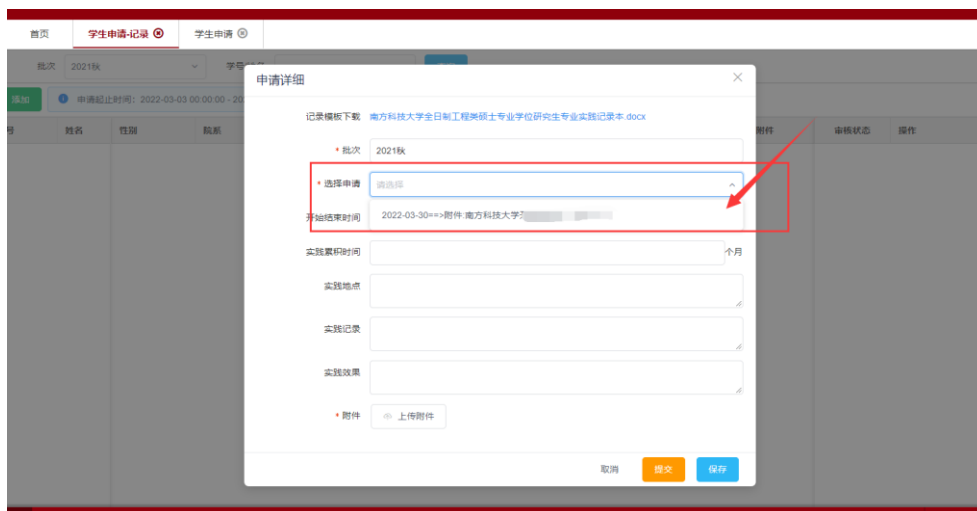 首页 学生申请-记录 学生申请
批次 2021秋 学号
添加 申请起止时间：2022-03-03 00:00:00 - 20
号 姓名 性别 院系 附件 审核状态 操作
申请详细
记录模板下载 南方科技大学全日制工程类硕士专业学位研究生专业实践记录本.docx
* 批次 2021秋
* 选择申请 请选择
2022-03-30==>附件:南方科技大学
开始结束时间
实践累积时间 个月
实践地点
实践记录
实践效果
* 附件 上传附件
取消 提交 保存